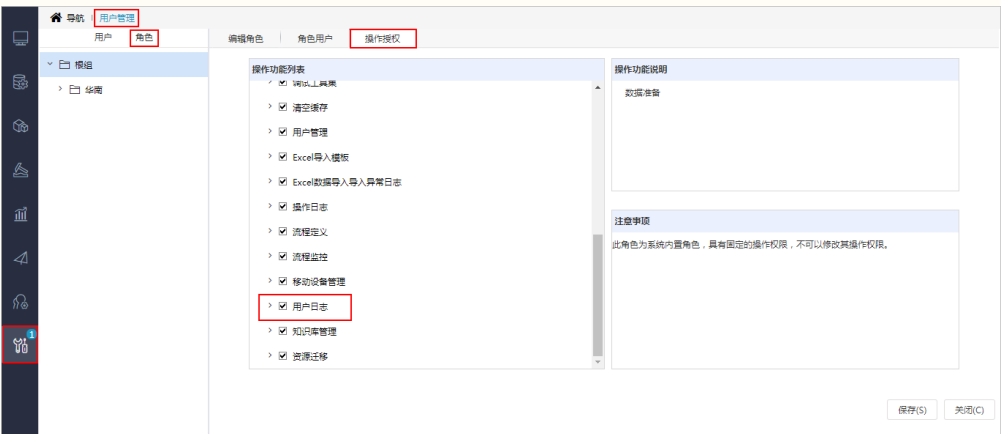 导航 用户管理
用户 角色
根组
华南
编辑角色 角色用户 操作授权
操作功能列表
调试工具集
清空缓存
用户管理
Excel导入模板
Excel数据导入导入异常日志
操作日志
流程定义
流程监控
移动设备管理
用户日志
知识库管理
资源迁移
操作功能说明
数据准备
注意事项
此角色为系统内置角色，具有固定的操作权限，不可以修改其操作权限。
1
保存(S) 关闭(C)